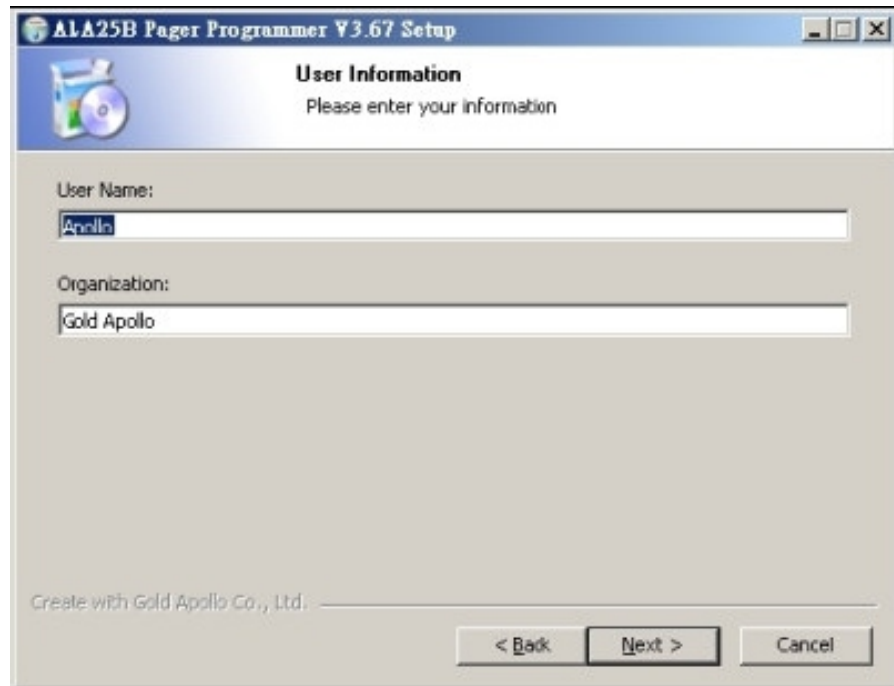 ALA25B Pager Programmer V3.67 Setup
User Information
Please enter your information
User Name:
Apollo
Organization:
Gold Apollo
Create with Gold Apollo Co., Ltd.
< Back Next > Cancel